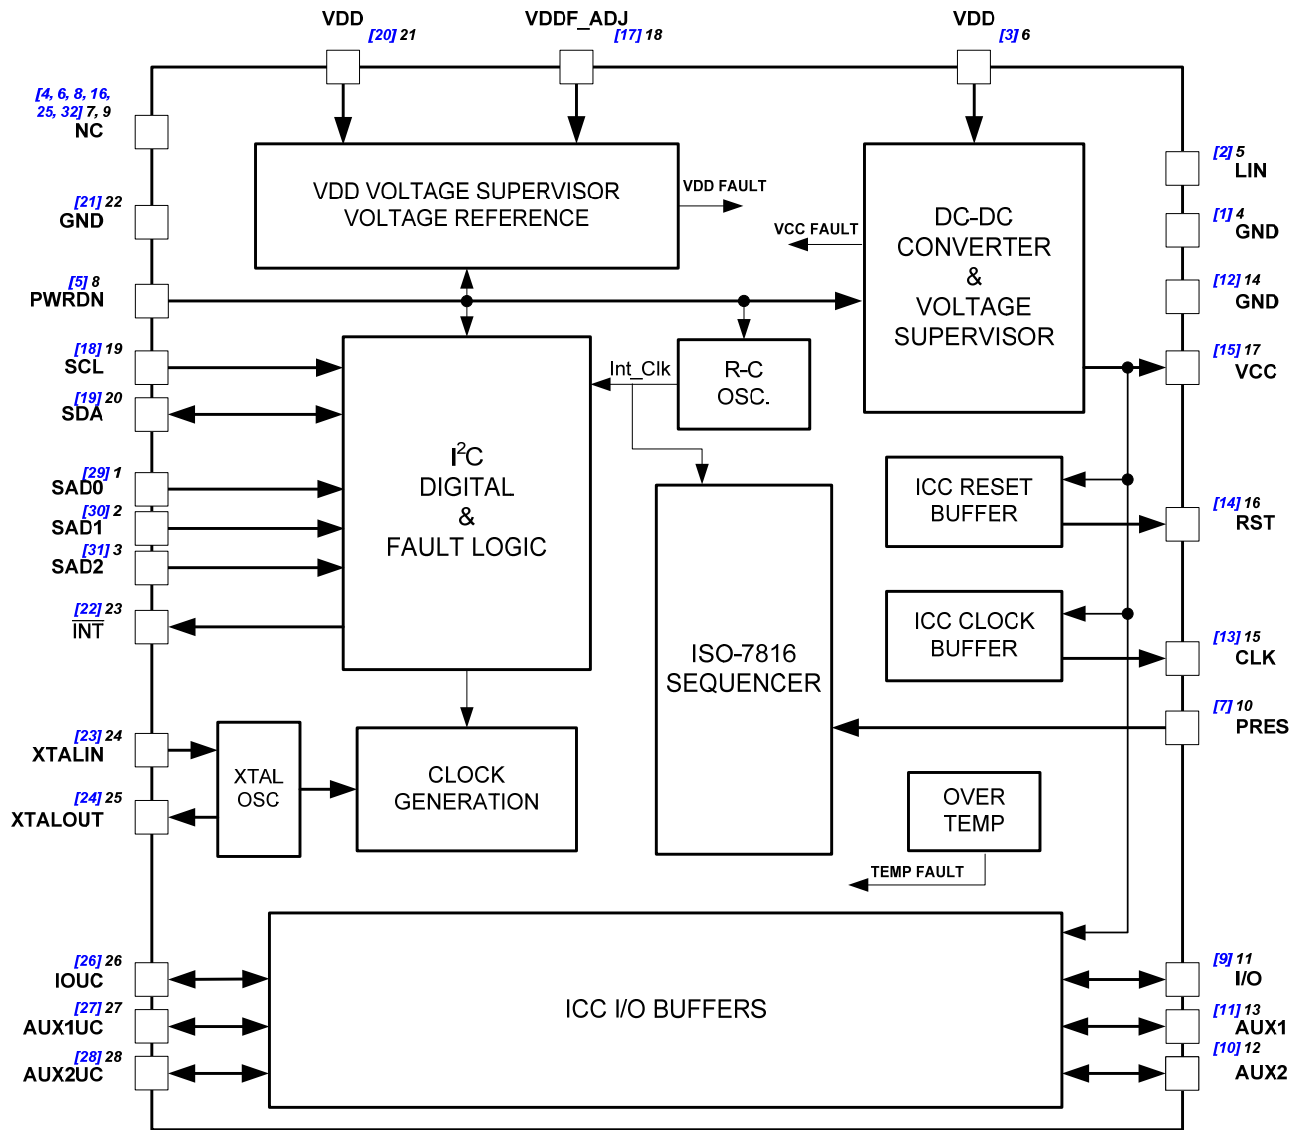 VDD
[20] 21
VDDF_ADJ
[17] 18
VDD
[3] 6
[4, 6, 8, 16,
25, 32] 7, 9
NC
[21] 22
GND
[5] 8
PWRDN
[18] 19
SCL
[19] 20
SDA
[29] 1
SAD0
[30] 2
SAD1
[31] 3
SAD2
[22] 23
INT
[23] 24
XTALIN
[24] 25
XTALOUT
[26] 26
IOUC
[27] 27
AUX1UC
[28] 28
AUX2UC
VDD VOLTAGE SUPERVISOR
VOLTAGE REFERENCE
VDD FAULT
VCC FAULT
DC-DC
CONVERTER
&
VOLTAGE
SUPERVISOR
Int_Clk
R-C
OSC.
I²C
DIGITAL
&
FAULT LOGIC
ISO-7816
SEQUENCER
ICC RESET
BUFFER
ICC CLOCK
BUFFER
XTAL
OSC
CLOCK
GENERATION
OVER
TEMP
TEMP FAULT
ICC I/O BUFFERS
[2] 5
LIN
[1] 4
GND
[12] 14
GND
[15] 17
VCC
[14] 16
RST
[13] 15
CLK
[7] 10
PRES
[9] 11
I/O
[11] 13
AUX1
[10] 12
AUX2